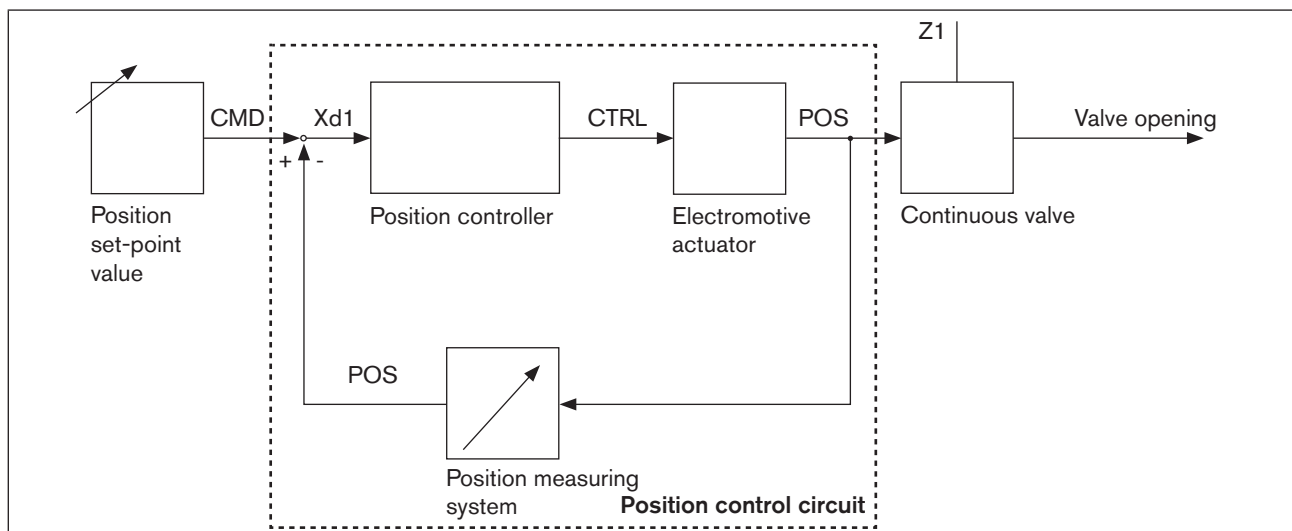 Z1
CMD
Xd1
CTRL
POS
Valve opening
+ -
Position
set-point
value
Position controller
Electromotive
actuator
Continuous valve
POS
Position measuring
system
Position control circuit